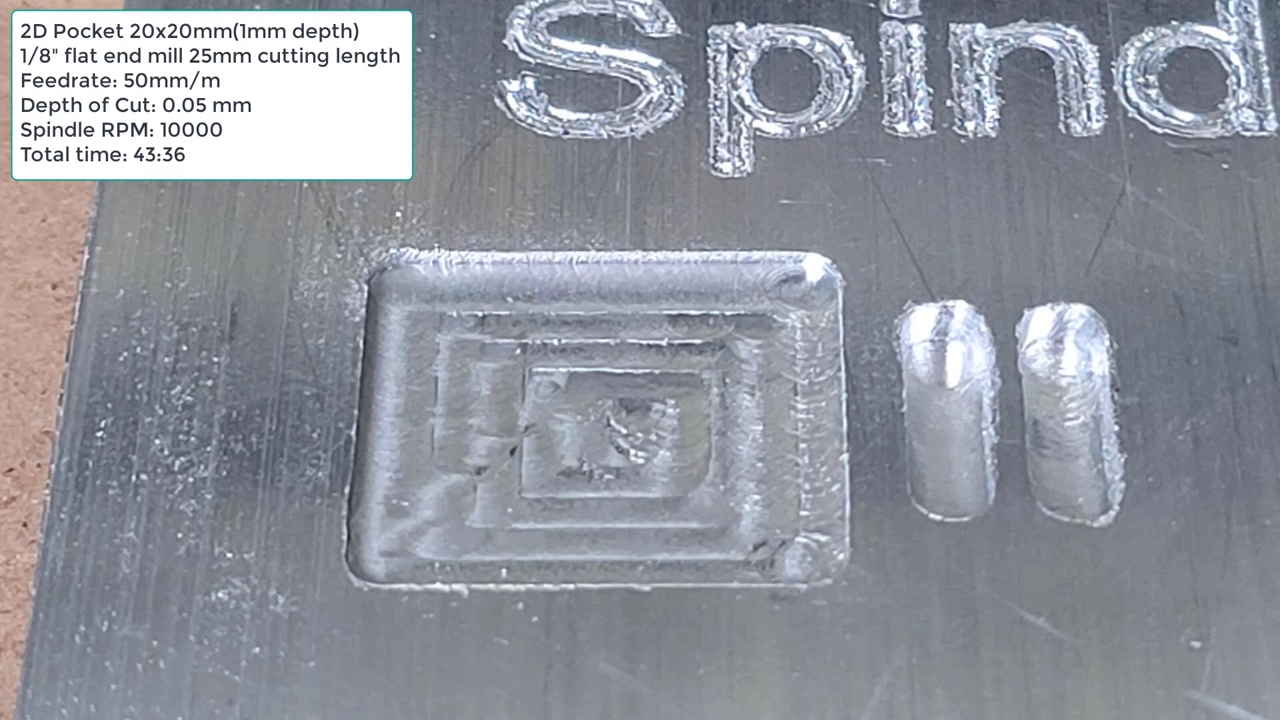 2D Pocket 20x20mm(1mm depth)
1/8" flat end mill 25mm cutting length
Feedrate: 50mm/m
Depth of Cut: 0.05 mm
Spindle RPM: 10000
Total time: 43:36
Spind